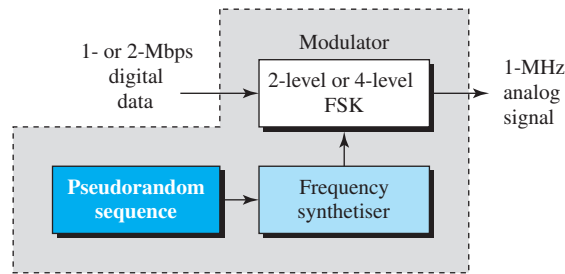 Modulator
1- or 2-Mbps
digital
data
2-level or 4-level
FSK
1-MHz
analog
signal
Pseudorandom
sequence
Frequency
synthetiser